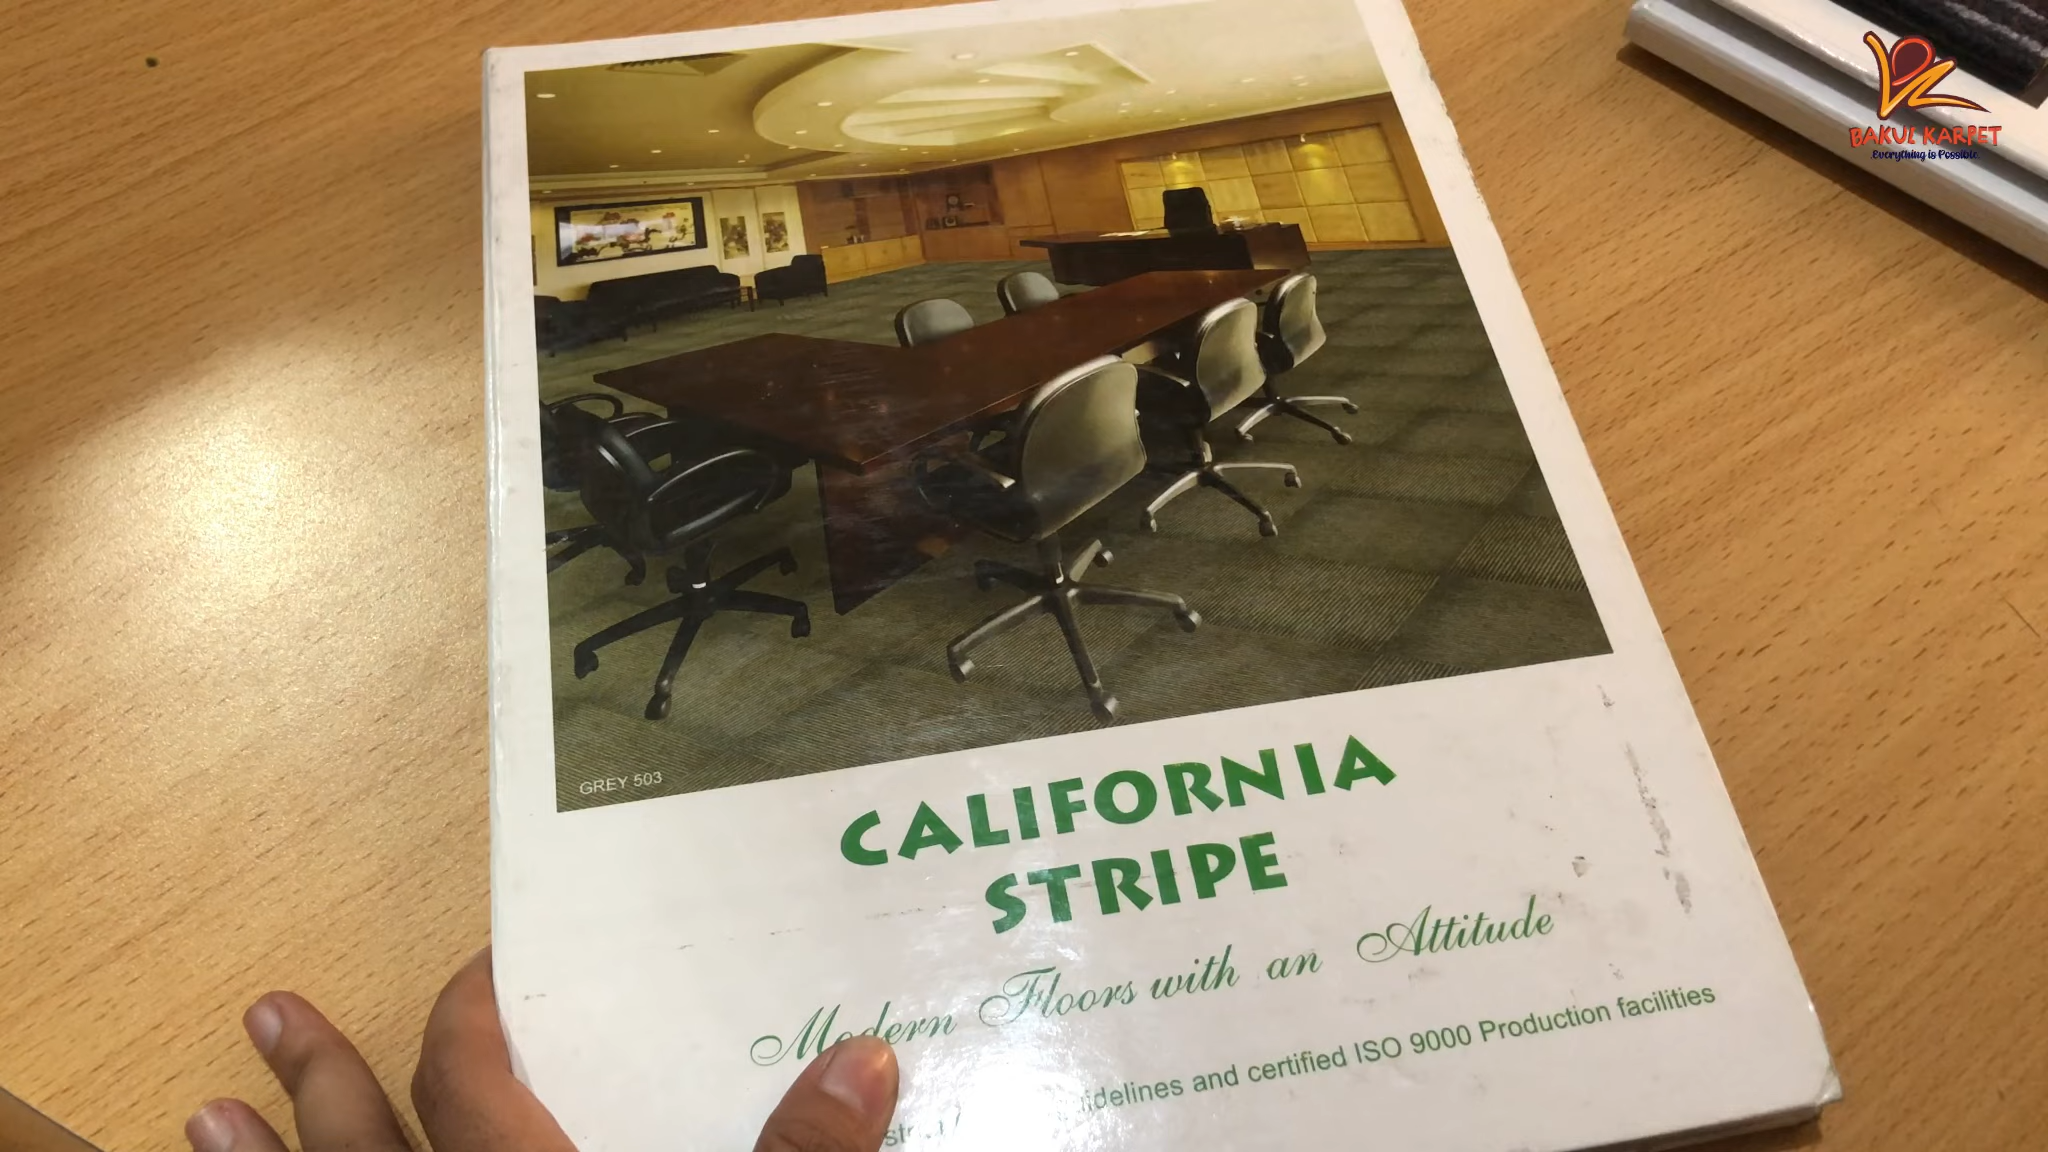 BAKUL KARPET
Everything is Possible.
GREY 503
CALIFORNIA
STRIPE
Modern Floors with an Attitude
and certified ISO 9000 Production facilities